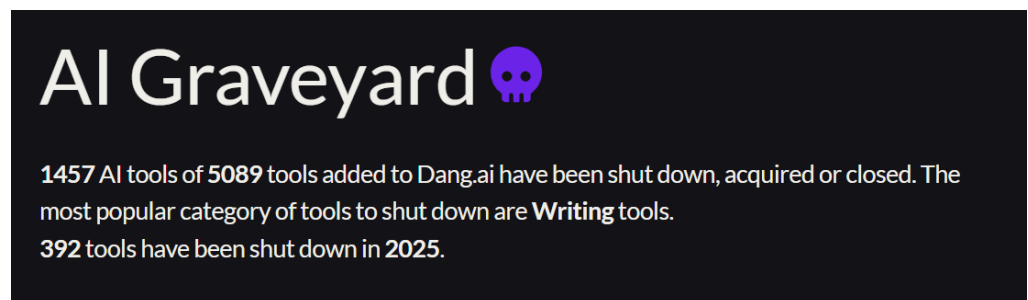 AI Graveyard
1457 AI tools of 5089 tools added to Dang.ai have been shut down, acquired or closed. The
most popular category of tools to shut down are Writing tools.
392 tools have been shut down in 2025.